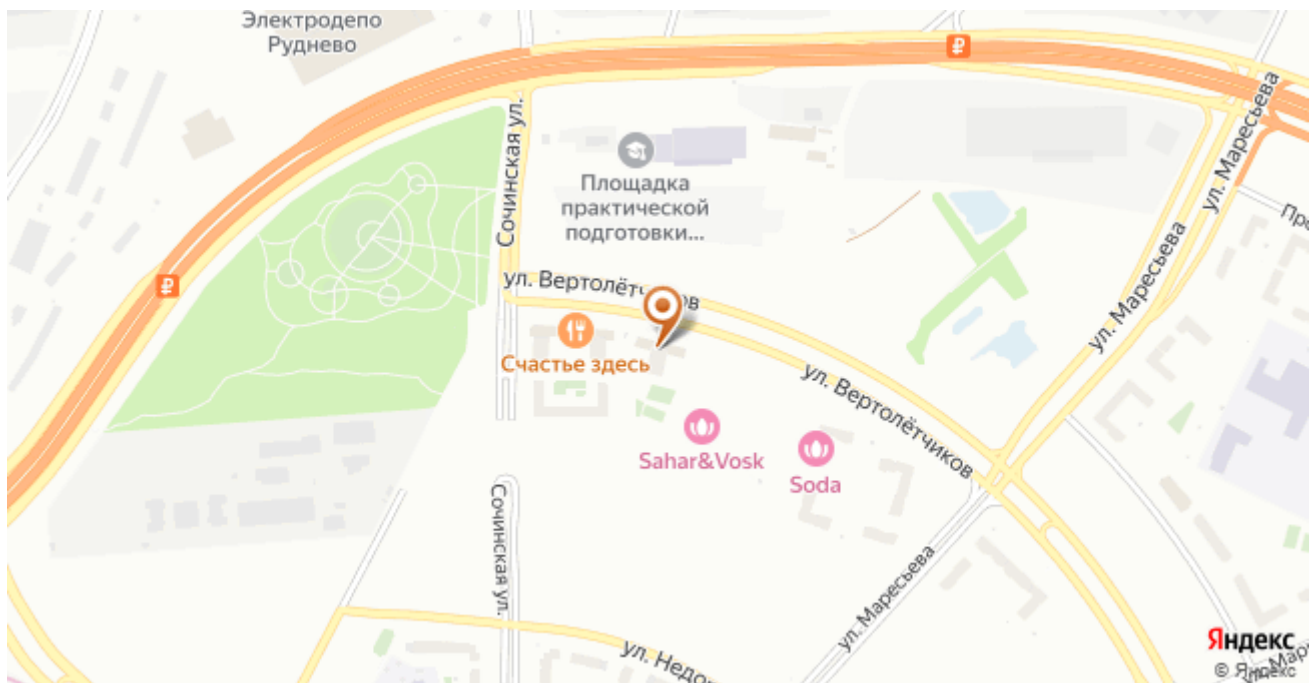 Электродепо
Руднево
₽
ул. Маресьева
Сочинская ул.
Площадка
практической
подготовки...
₽
ул. Вертолётчиков
ул. Маресьева
Счастье здесь
ул. Вертолётчиков
Sahar&Vosk
Soda
Сочинская ул.
ул. Маресьева
Яндекс
© Яндекс